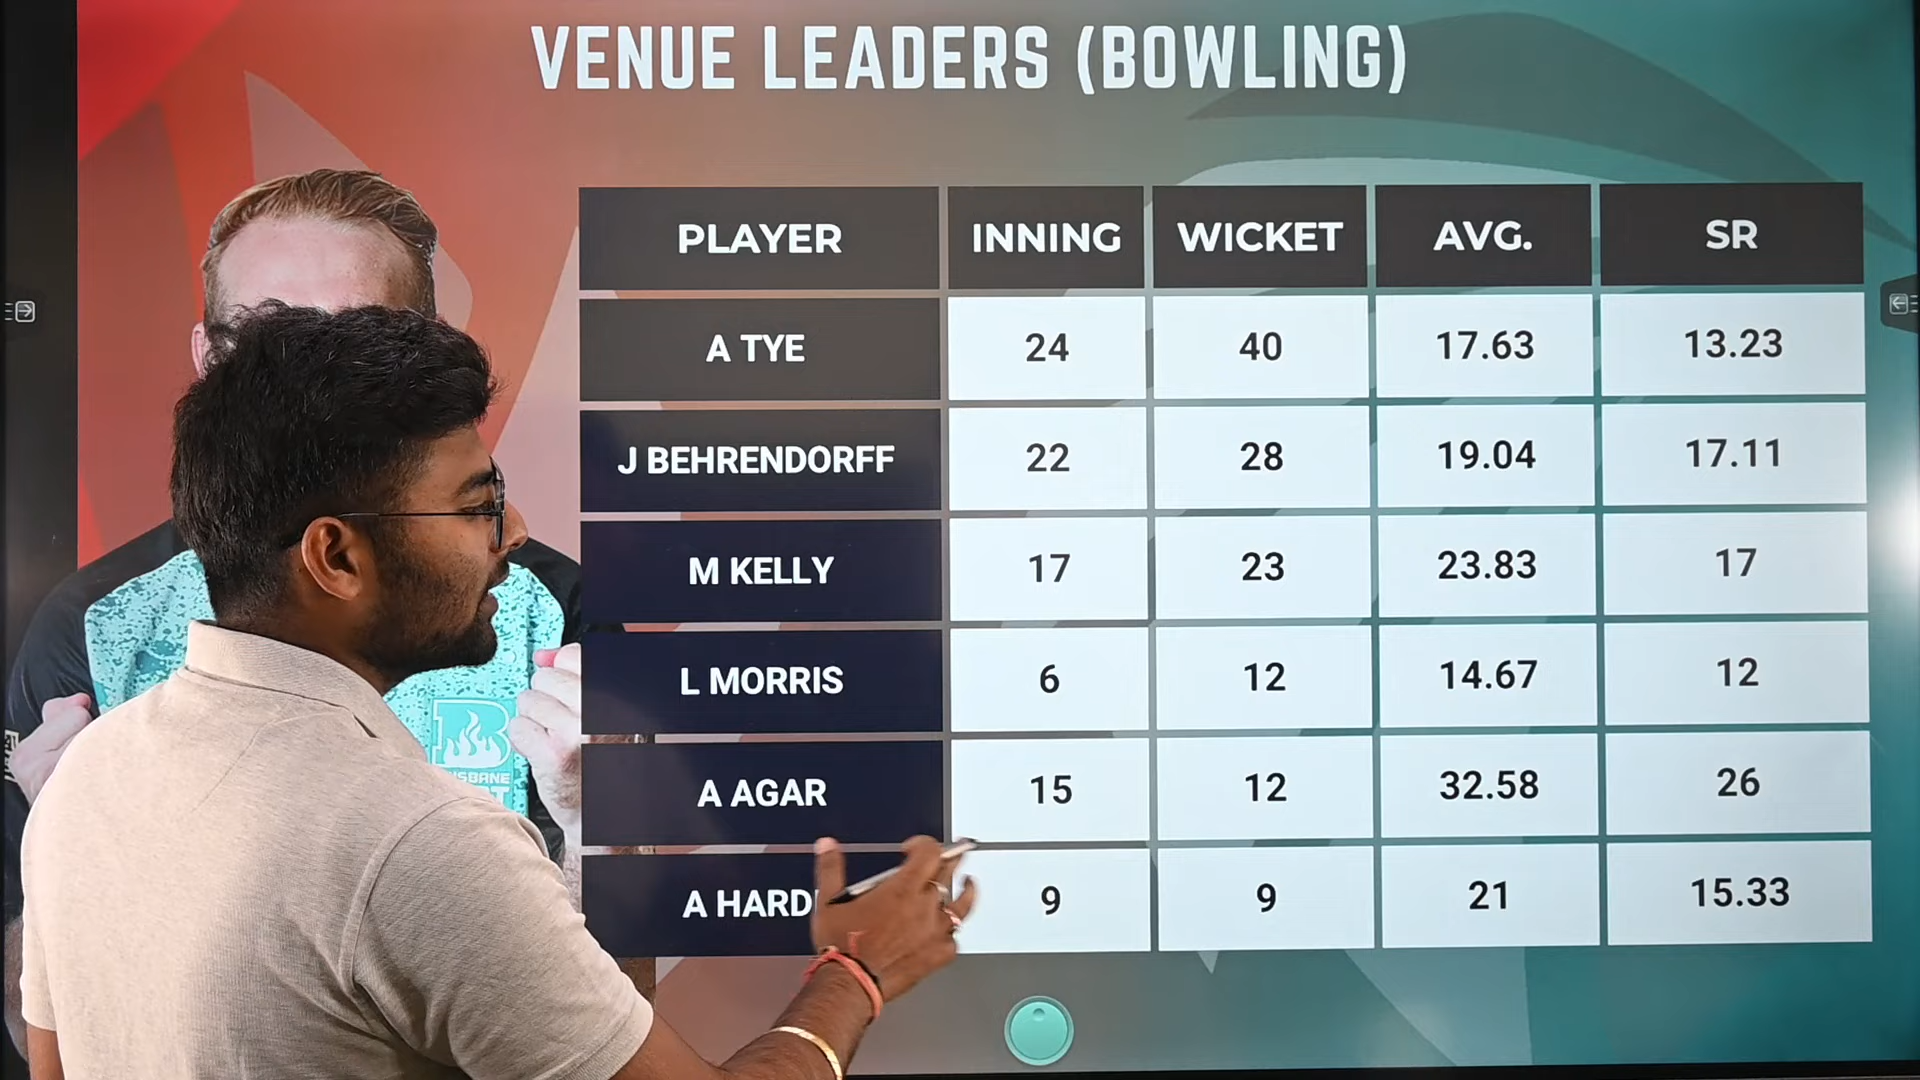 VENUE LEADERS (BOWLING)
PLAYER INNING WICKET AVG. SR
A TYE 24 40 17.63 13.23
J BEHRENDORFF 22 28 19.04 17.11
M KELLY 17 23 23.83 17
L MORRIS 6 12 14.67 12
A AGAR 15 12 32.58 26
A HARDI 9 9 21 15.33
B